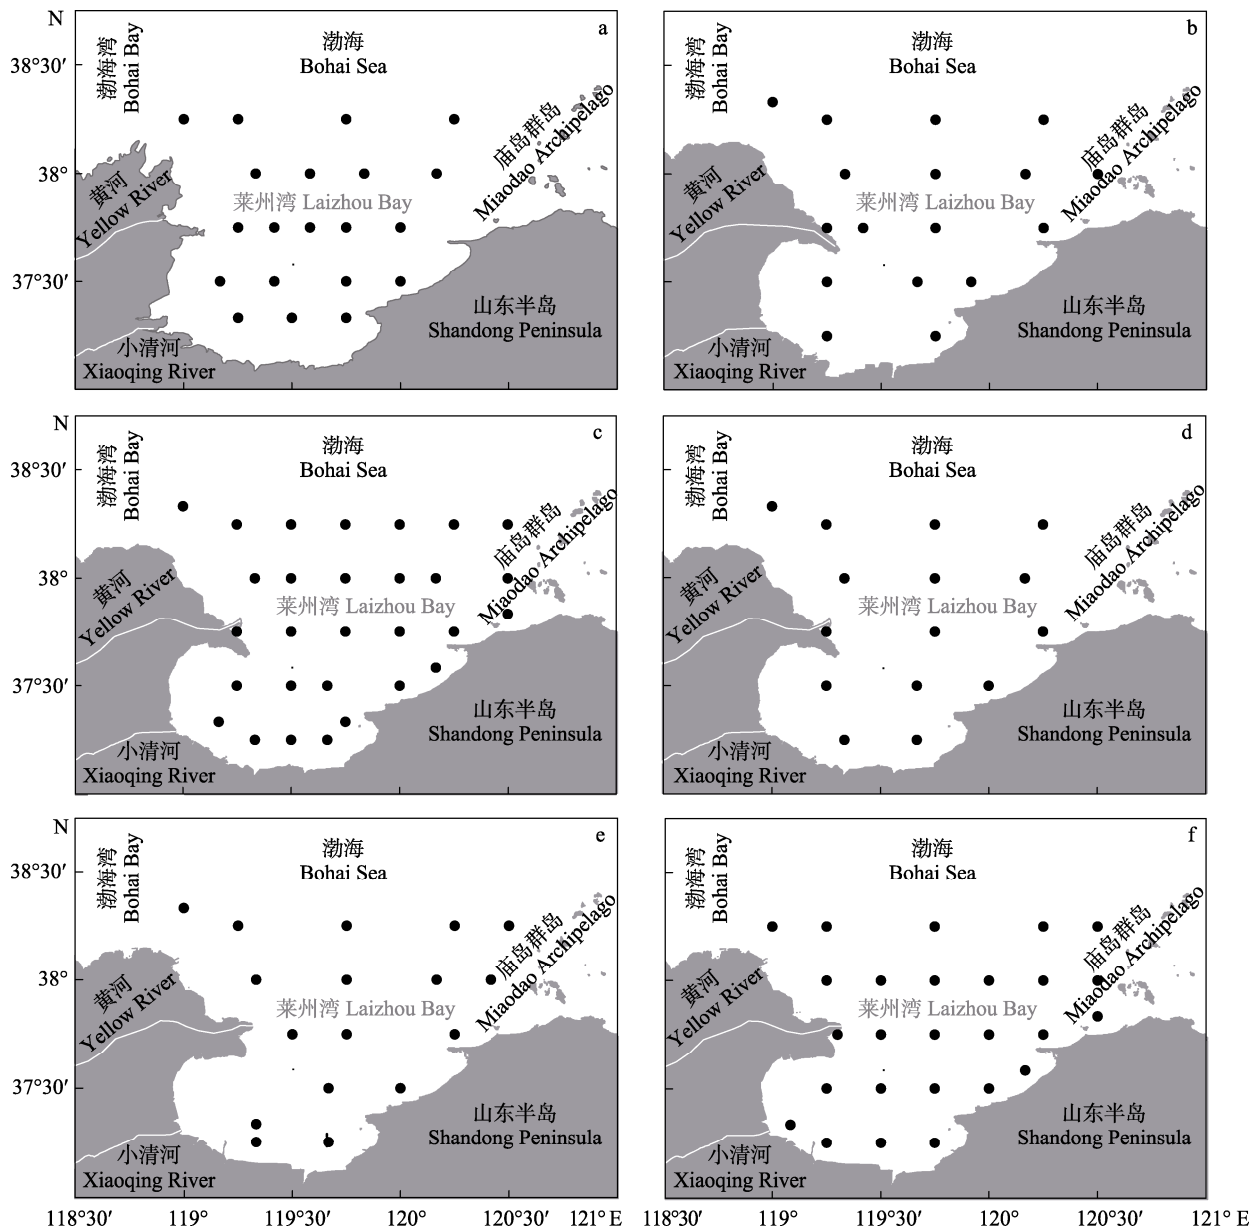 N
a
渤海
Bohai Sea
渤海湾
Bohai Bay
38°30′
庙岛群岛
Miaodao Archipelago
38°
黄河
Yellow River
莱州湾 Laizhou Bay
37°30′
山东半岛
Shandong Peninsula
小清河
Xiaoqing River
b
渤海
Bohai Sea
渤海湾
Bohai Bay
庙岛群岛
Miaodao Archipelago
黄河
Yellow River
莱州湾 Laizhou Bay
山东半岛
Shandong Peninsula
小清河
Xiaoqing River
N
c
渤海
Bohai Sea
渤海湾
Bohai Bay
38°30′
庙岛群岛
Miaodao Archipelago
38°
黄河
Yellow River
莱州湾 Laizhou Bay
37°30′
山东半岛
Shandong Peninsula
小清河
Xiaoqing River
d
渤海
Bohai Sea
渤海湾
Bohai Bay
庙岛群岛
Miaodao Archipelago
黄河
Yellow River
莱州湾 Laizhou Bay
山东半岛
Shandong Peninsula
小清河
Xiaoqing River
N
e
渤海
Bohai Sea
渤海湾
Bohai Bay
38°30′
庙岛群岛
Miaodao Archipelago
38°
黄河
Yellow River
莱州湾 Laizhou Bay
37°30′
山东半岛
Shandong Peninsula
小清河
Xiaoqing River
118°30′ 119° 119°30′ 120° 120°30′ 121° E
f
渤海
Bohai Sea
渤海湾
Bohai Bay
庙岛群岛
Miaodao Archipelago
黄河
Yellow River
莱州湾 Laizhou Bay
山东半岛
Shandong Peninsula
小清河
Xiaoqing River
118°30′ 119° 119°30′ 120° 120°30′ 121° E